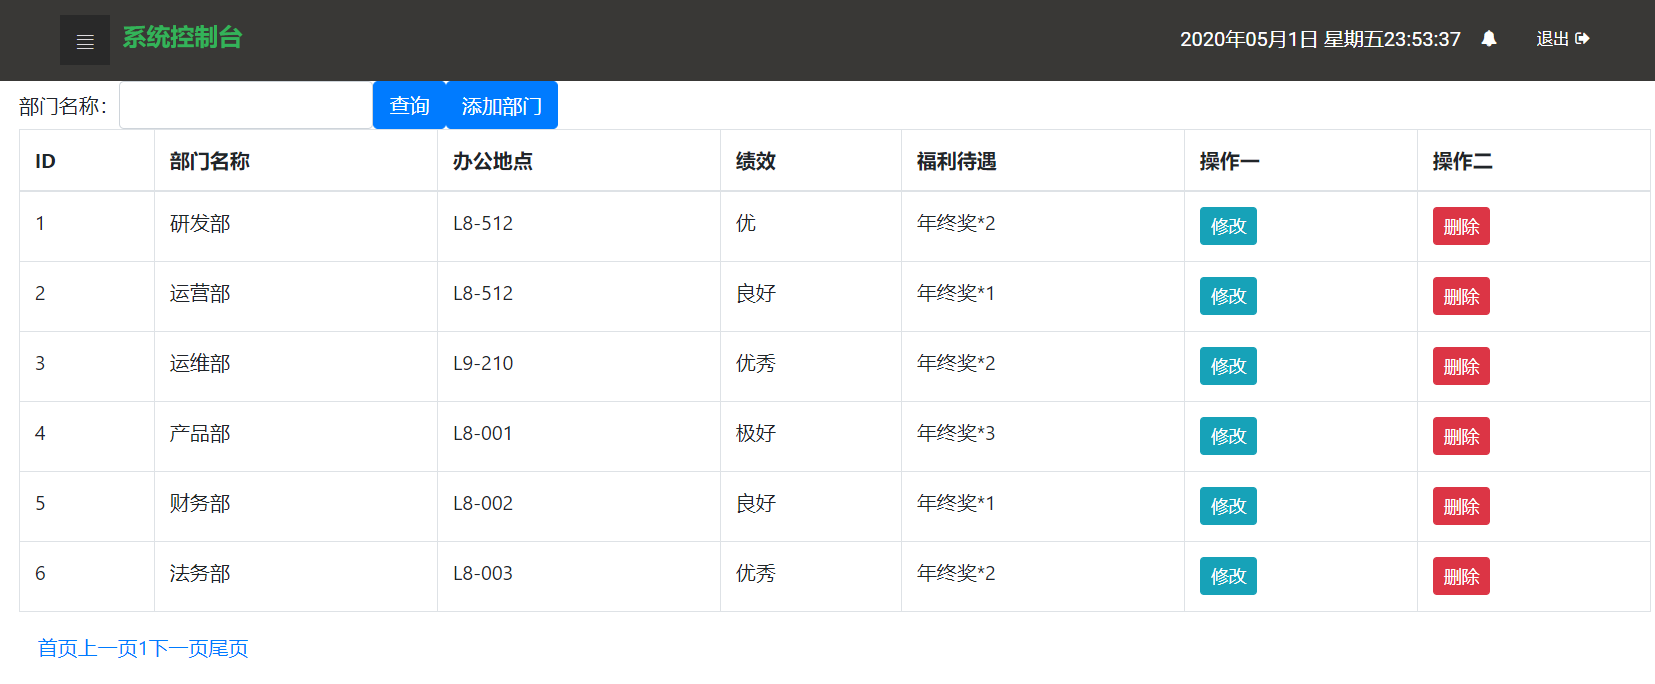 系统控制台 2020年05月1日 星期五23:53:37 退出
部门名称： 查询 添加部门
ID 部门名称 办公地点 绩效 福利待遇 操作一 操作二
1 研发部 L8-512 优 年终奖*2 修改 删除
2 运营部 L8-512 良好 年终奖*1 修改 删除
3 运维部 L9-210 优秀 年终奖*2 修改 删除
4 产品部 L8-001 极好 年终奖*3 修改 删除
5 财务部 L8-002 良好 年终奖*1 修改 删除
6 法务部 L8-003 优秀 年终奖*2 修改 删除
首页上一页1下一页尾页